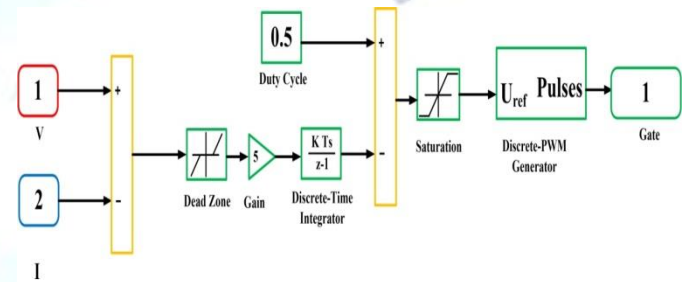 0.5
Duty Cycle
+
-
1
V
+
2
-
I
Dead Zone
5
Gain
K Ts
z-1
Discrete-Time
Integrator
Saturation
Uref Pulses
Discrete-PWM
Generator
1
Gate